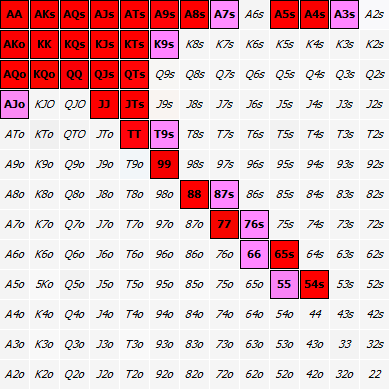 AA AKs AQs AJs ATs A9s A8s A7s A6s A5s A4s A3s A2s
AKo KK KQs KJs KTs K9s K8s K7s K6s K5s K4s K3s K2s
AQo KQo QQ QJs QTs Q9s Q8s Q7s Q6s Q5s Q4s Q3s Q2s
AJo KJO QJO JJ JTs J9s J8s J7s J6s J5s J4s J3s J2s
ATo KTo QTO JTo TT T9s T8s T7s T6s T5s T4s T3s T2s
A9o K9o Q9o J9o T9o 99 98s 97s 96s 95s 94s 93s 92s
A8o K8o Q8o J8o T8o 98o 88 87s 86s 85s 84s 83s 82s
A7o K7o Q7o J7o T7o 97o 87o 77 76s 75s 74s 73s 72s
A6o K6o Q6o J6o T6o 96o 86o 76o 66 65s 64s 63s 62s
A5o 5Ko Q5o J5o T5o 95o 85o 75o 65o 55 54s 53s 52s
A4o K4o Q4o J4o T4o 94o 84o 74o 64o 54o 44 43s 42s
A3o K3o Q3o J3o T3o 93o 83o 73o 63o 53o 43o 33 32s
A2o K2o Q2o J2o T2o 92o 82o 72o 62o 52o 42o 32o 22